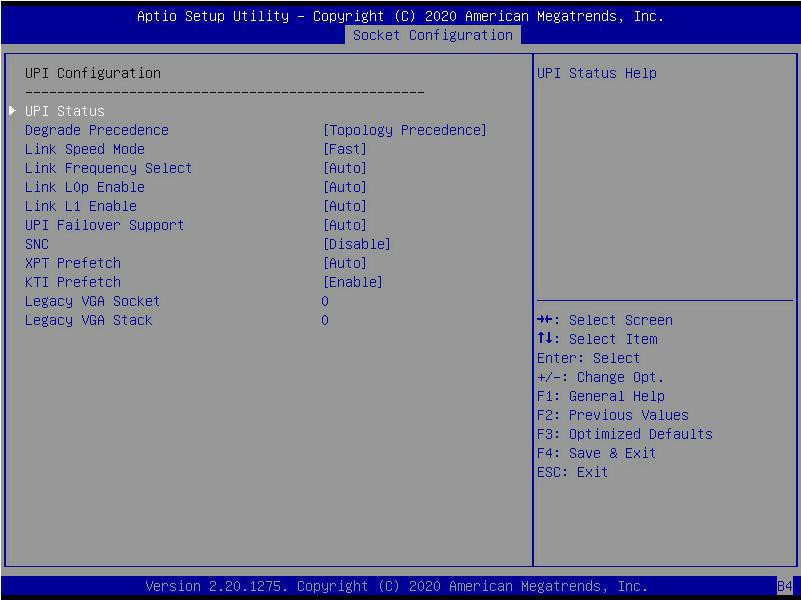 Aptio Setup Utility – Copyright (C) 2020 American Megatrends, Inc.
Socket Configuration
UPI Configuration
--------------------------------------------------
UPI Status
Degrade Precedence [Topology Precedence]
Link Speed Mode [Fast]
Link Frequency Select [Auto]
Link L0p Enable [Auto]
Link L1 Enable [Auto]
UPI Failover Support [Auto]
SNC [Disable]
XPT Prefetch [Auto]
KTI Prefetch [Enable]
Legacy VGA Socket 0
Legacy VGA Stack 0
UPI Status Help
→←: Select Screen
↑↓: Select Item
Enter: Select
+/-: Change Opt.
F1: General Help
F2: Previous Values
F3: Optimized Defaults
F4: Save & Exit
ESC: Exit
Version 2.20.1275. Copyright (C) 2020 American Megatrends, Inc.
B4